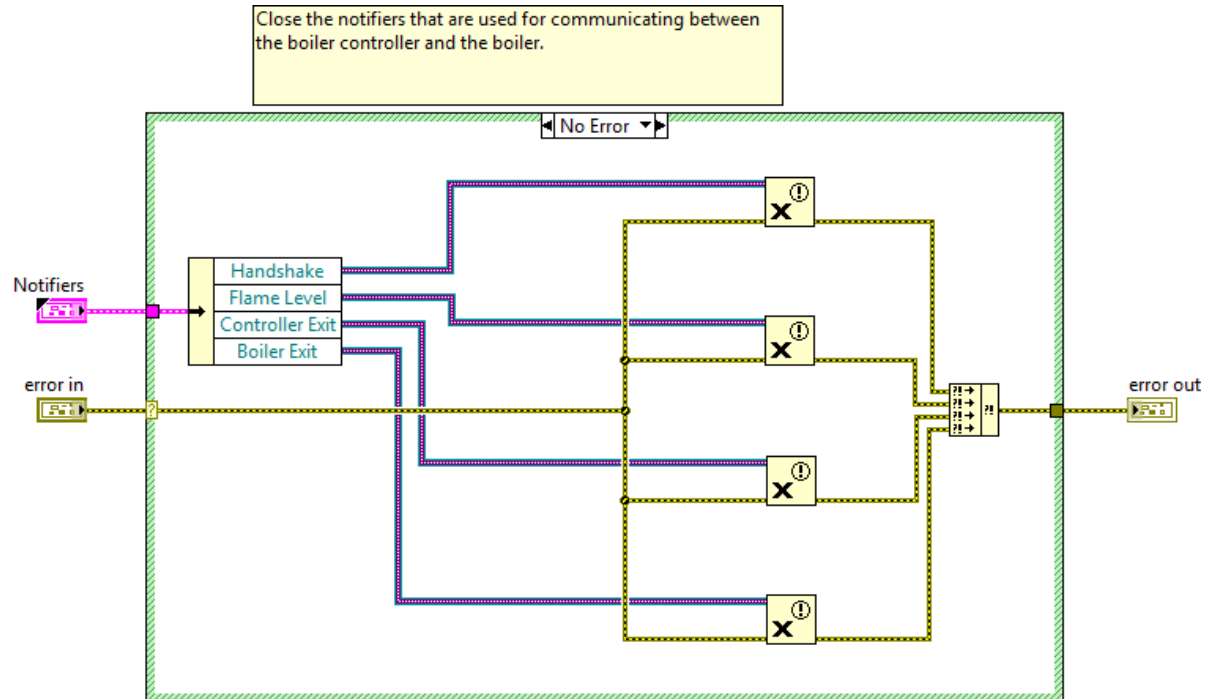 Close the notifiers that are used for communicating between
the boiler controller and the boiler.
No Error
Notifiers
Handshake
Flame Level
Controller Exit
Boiler Exit
error in
error out